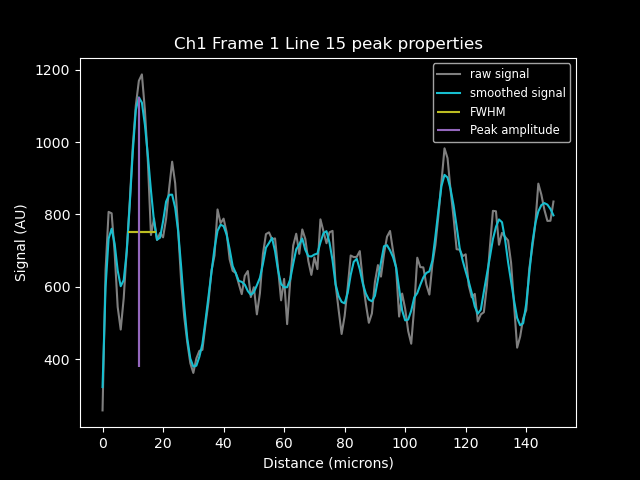 Ch1 Frame 1 Line 15 peak properties
raw signal
smoothed signal
FWHM
Peak amplitude
1200
1000
800
600
400
Signal (AU)
0 20 40 60 80 100 120 140
Distance (microns)